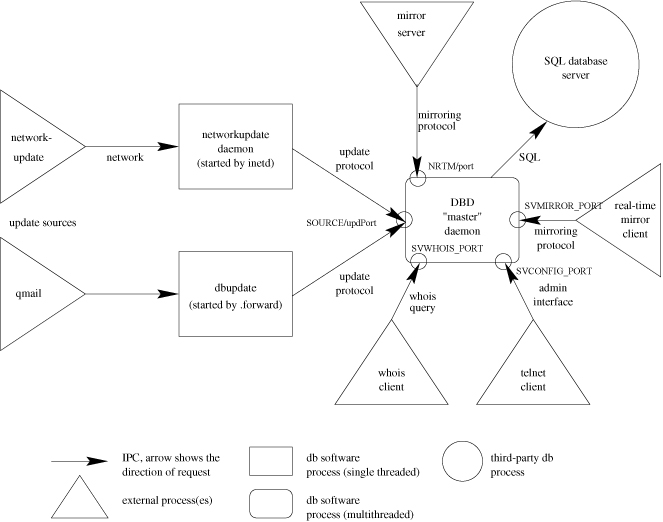 mirror
server
SQL database
server
mirroring
protocol
network-
update
networkupdate
daemon
(started by inetd)
network
update
protocol
NRTM/port
SQL
DBD
"master"
daemon
SVMIRROR_PORT
real-time
mirror
client
update sources
SOURCE/updPort
mirroring
protocol
SVWHOIS_PORT
SVCONFIG_PORT
qmail
dbupdate
(started by .forward)
update
protocol
whois
query
admin
interface
whois
client
telnet
client
IPC, arrow shows the
direction of request
db software
process (single threaded)
third-party db
process
external process(es)
db software
process (multithreaded)